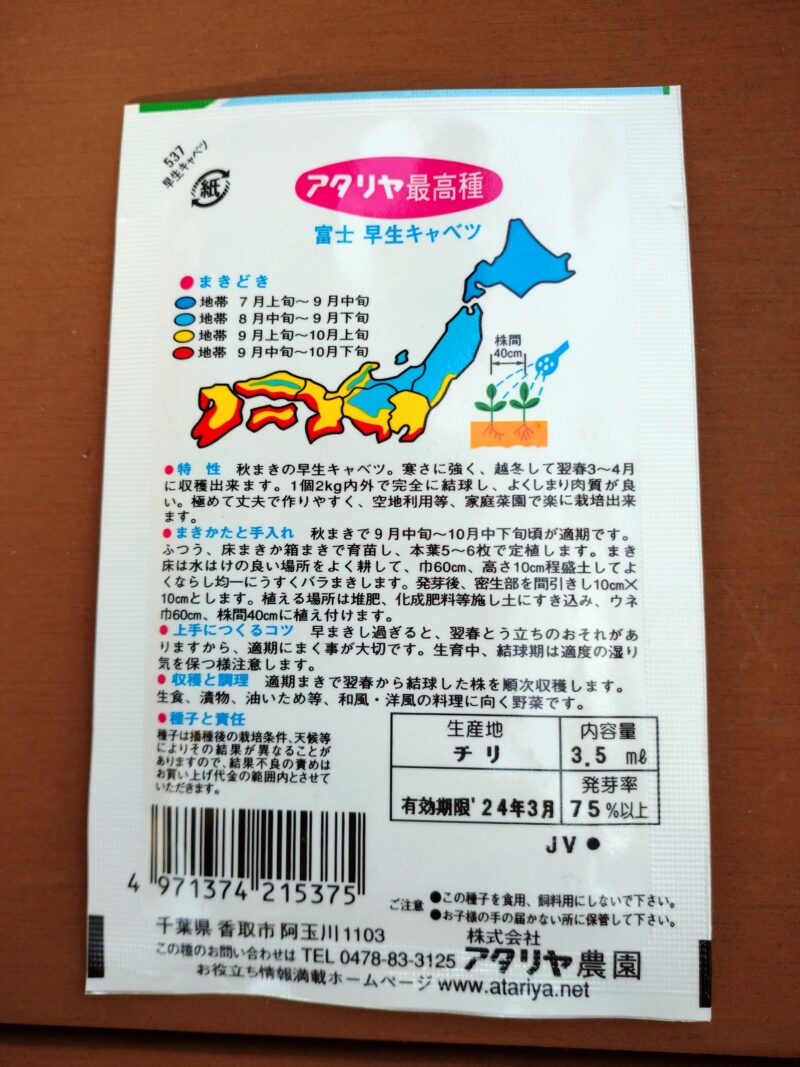 537
早生キャベツ
紙
アタリヤ最高種
富士 早生キャベツ
●まきどき
地帯 7月上旬〜9月中旬
地帯 8月中旬〜9月下旬
地帯 9月上旬〜10月上旬
地帯 9月中旬〜10月下旬
株間
40cm
●特 性 秋まきの早生キャベツ。寒さに強く、越冬して翌春3〜4月
に収穫出来ます。1個2kg内外で完全に結球し、よくしまり肉質が良
い。極めて丈夫で作りやすく、空地利用等、家庭菜園で楽に栽培出来
ます。
●まきかたと手入れ 秋まきで9月中旬〜10月中下旬頃が適期です。
ふつう、床まきか箱まきで育苗し、本葉5〜6枚で定植します。まき
床は水はけの良い場所をよく耕して、巾60cm、高さ10cm程盛土してよ
くならし均一にうすくバラまきします。発芽後、密生部を間引きし10cm×
10cmとします。植える場所は堆肥、化成肥料等施し土にすき込み、ウネ
巾60cm、株間40cmに植え付けます。
●上手につくるコツ 早まきし過ぎると、翌春とう立ちのおそれがあ
りますから、適期にまく事が大切です。生育中、結球期は適度の湿り
気を保つ様注意します。
●収穫と調理 適期まきで翌春から結球した株を順次収穫します。
生食、漬物、油いため等、和風・洋風の料理に向く野菜です。
●種子と責任
種子は播種後の栽培条件、天候等
によりその結果が異なることが
ありますので、結果不良の責めは
お買い上げ代金の範囲内とさせて
いただきます。
生産地
チリ
内容量
3.5 ml
有効期限'24年3月
発芽率
75%以上
JV●
4 971374 215375
ご注意 ●この種子を食用、飼料用にしないで下さい。
●お子様の手の届かない所に保管して下さい。
千葉県 香取市 阿玉川1103
この種のお問い合わせは TEL 0478-83-3125
株式会社
アタリヤ農園
お役立ち情報満載ホームページ www.atariya.net